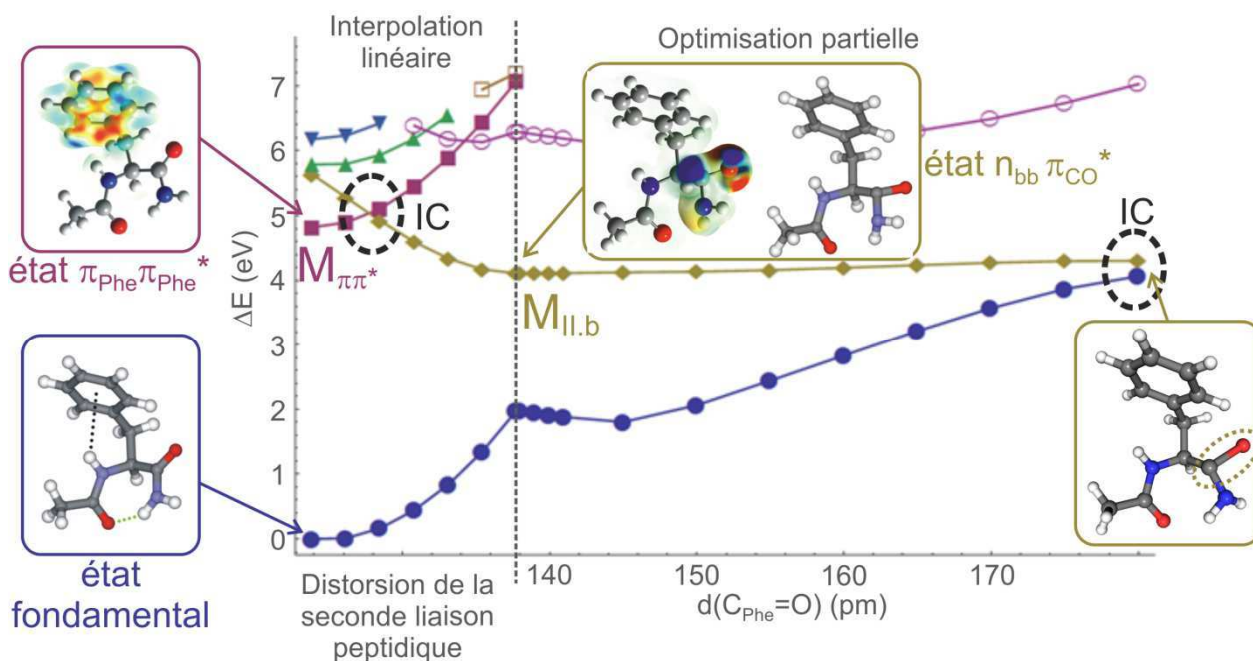 Interpolation
linéaire
Optimisation partielle
7
6
5
4
3
2
1
0
ΔE (eV)
état πPheπPhe*
Mππ*
IC
MII.b
état nbb πCO*
IC
état
fondamental
140
150
160
170
d(CPhe=O) (pm)
Distorsion de la
seconde liaison
peptidique